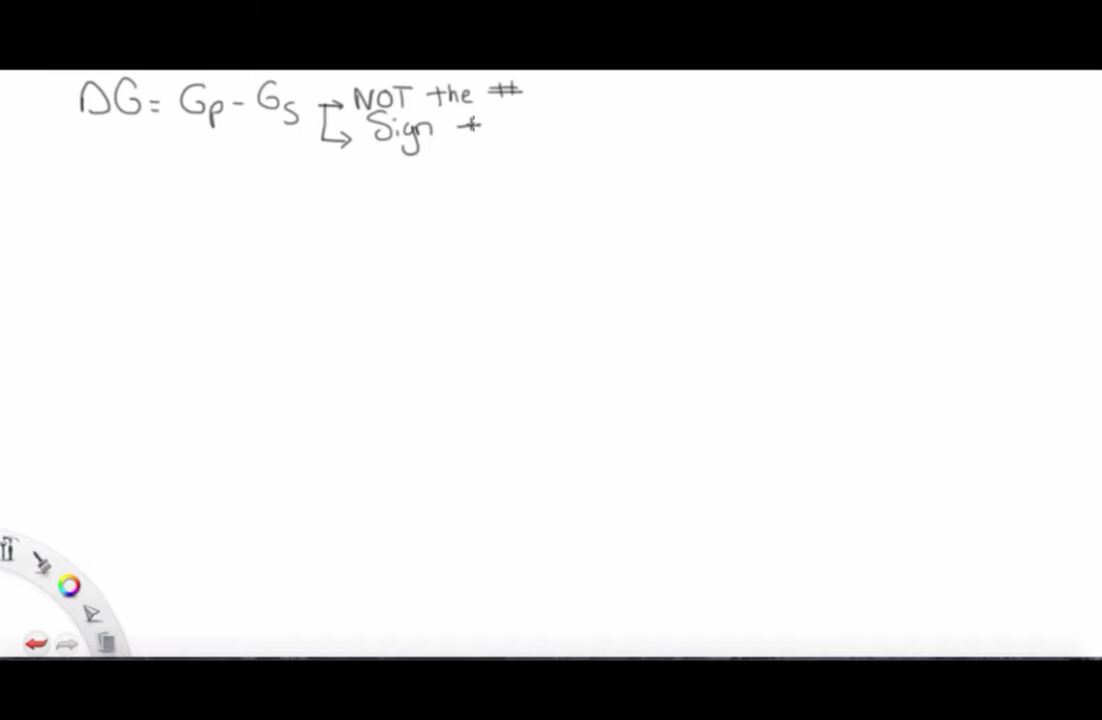 ΔG = Gp - Gs → NOT the #
↳ Sign +